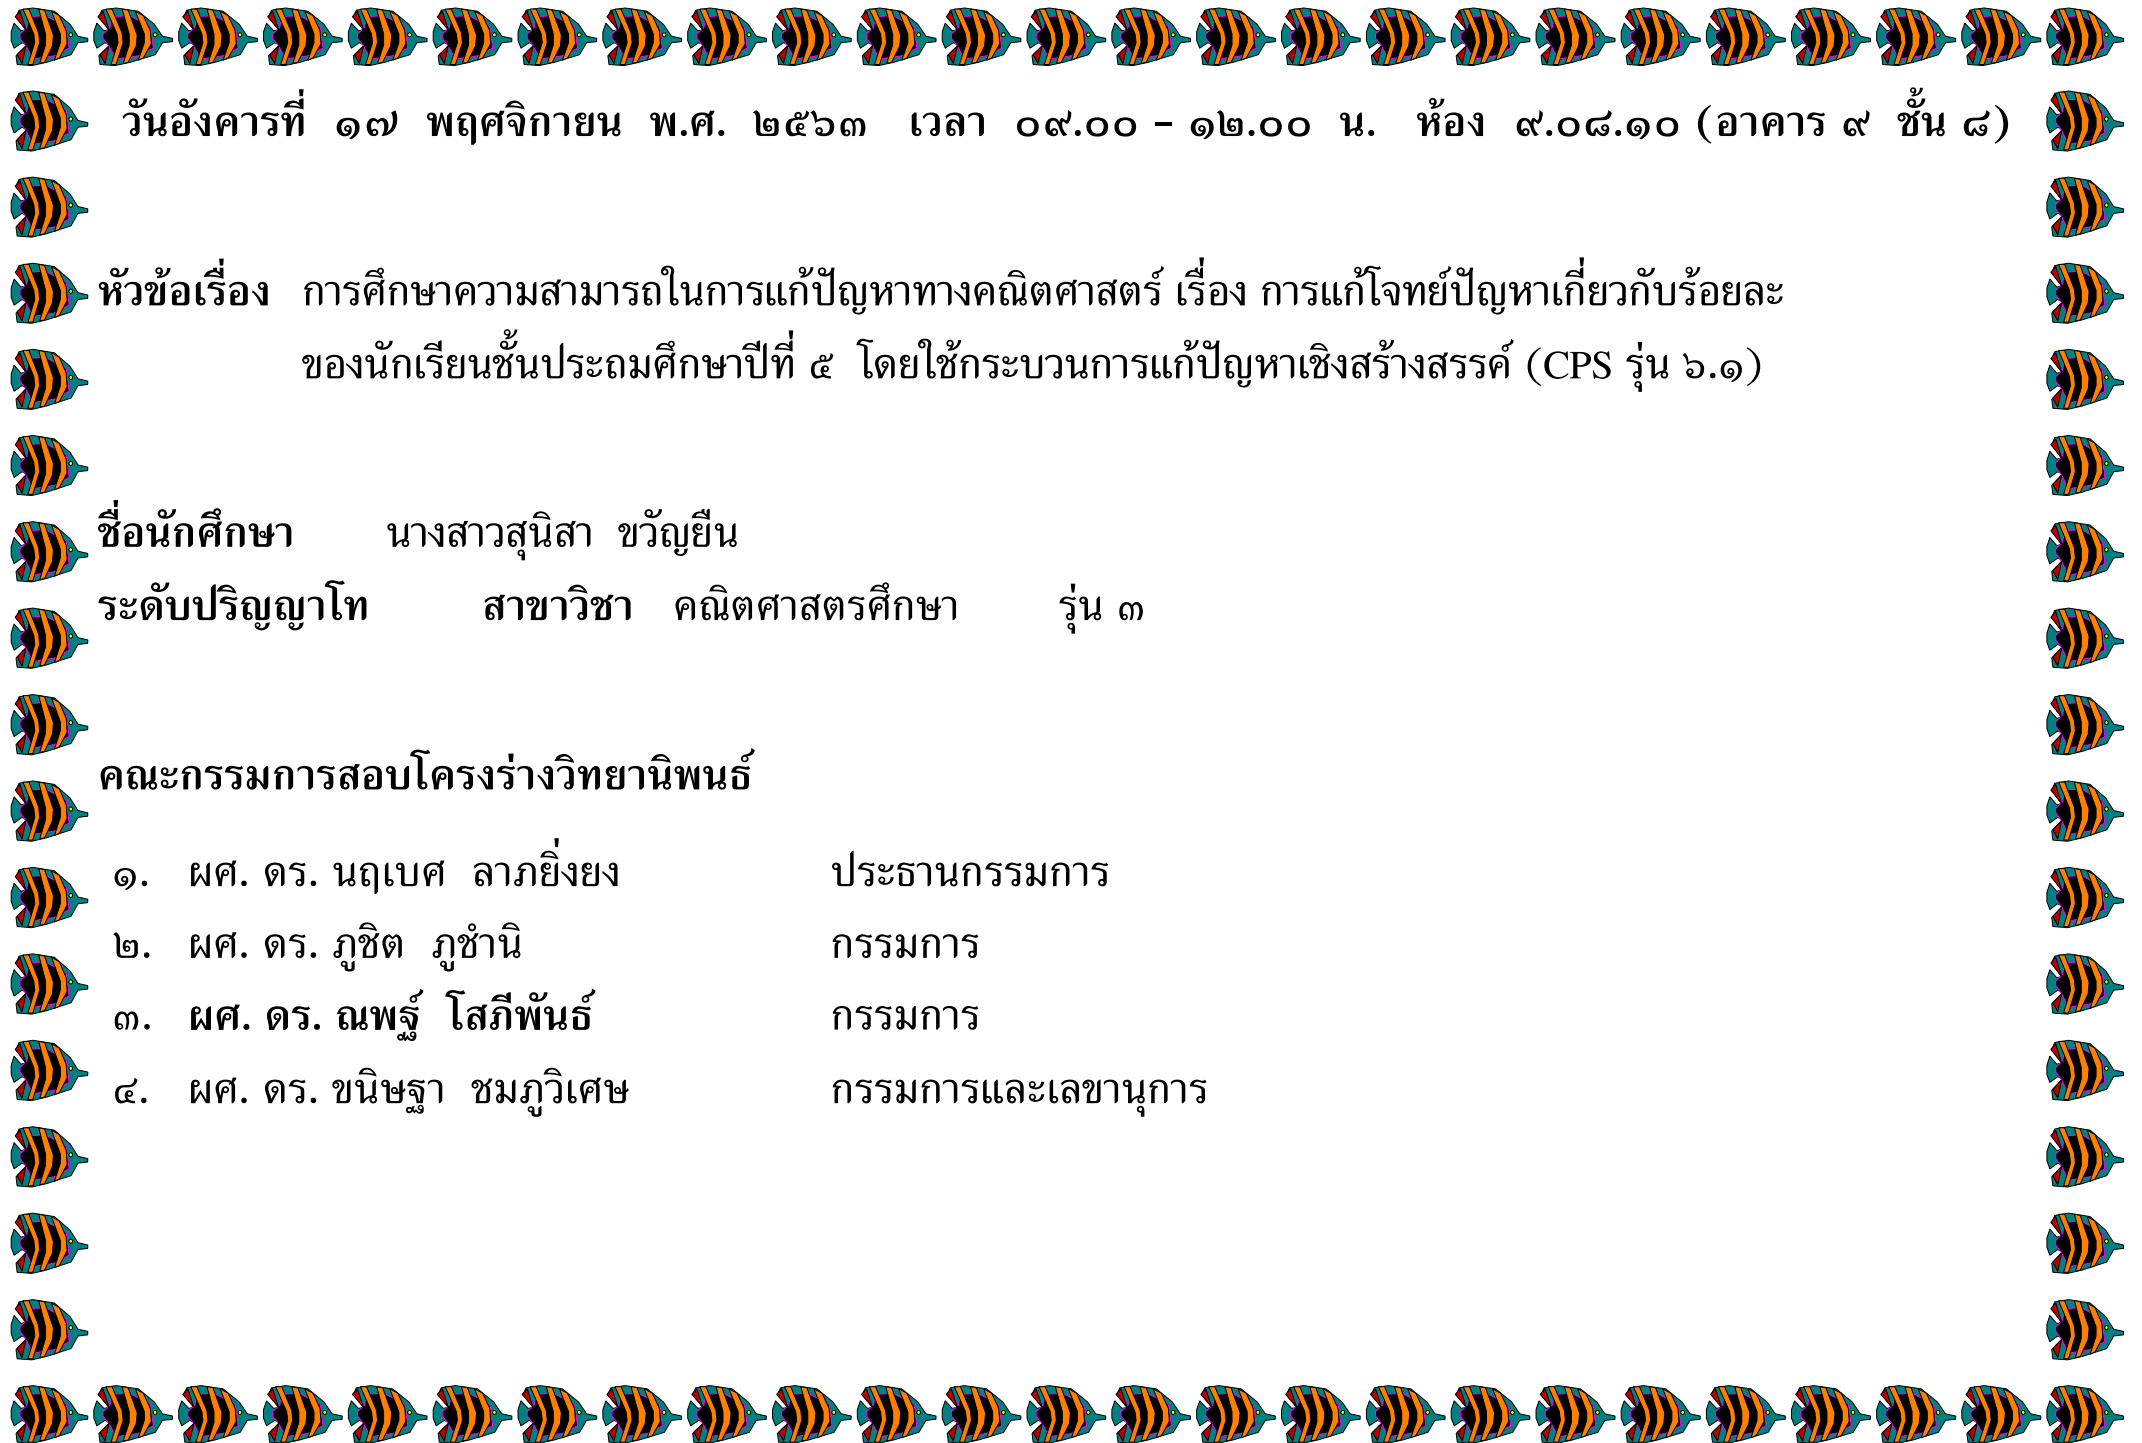 วันอังคารที่ ๑๗ พฤศจิกายน พ.ศ. ๒๕๖๓ เวลา ๐๙.๐๐ - ๑๒.๐๐ น. ห้อง ๙.๐๘.๑๐ (อาคาร ๙ ชั้น ๘)
หัวข้อเรื่อง การศึกษาความสามารถในการแก้ปัญหาทางคณิตศาสตร์ เรื่อง การแก้โจทย์ปัญหาเกี่ยวกับร้อยละ
ของนักเรียนชั้นประถมศึกษาปีที่ ๕ โดยใช้กระบวนการแก้ปัญหาเชิงสร้างสรรค์ (CPS รุ่น ๖.๑)
ชื่อนักศึกษา นางสาวสุนิสา ขวัญยืน
ระดับปริญญาโท สาขาวิชา คณิตศาสตรศึกษา รุ่น ๓
คณะกรรมการสอบโครงร่างวิทยานิพนธ์
๑. ผศ. ดร. นฤเบศ ลาภยิ่งยง ประธานกรรมการ
๒. ผศ. ดร. ภูชิต ภูชำนิ กรรมการ
๓. ผศ. ดร. ณพฐ์ โสภีพันธ์ กรรมการ
๔. ผศ. ดร. ขนิษฐา ชมภูวิเศษ กรรมการและเลขานุการ